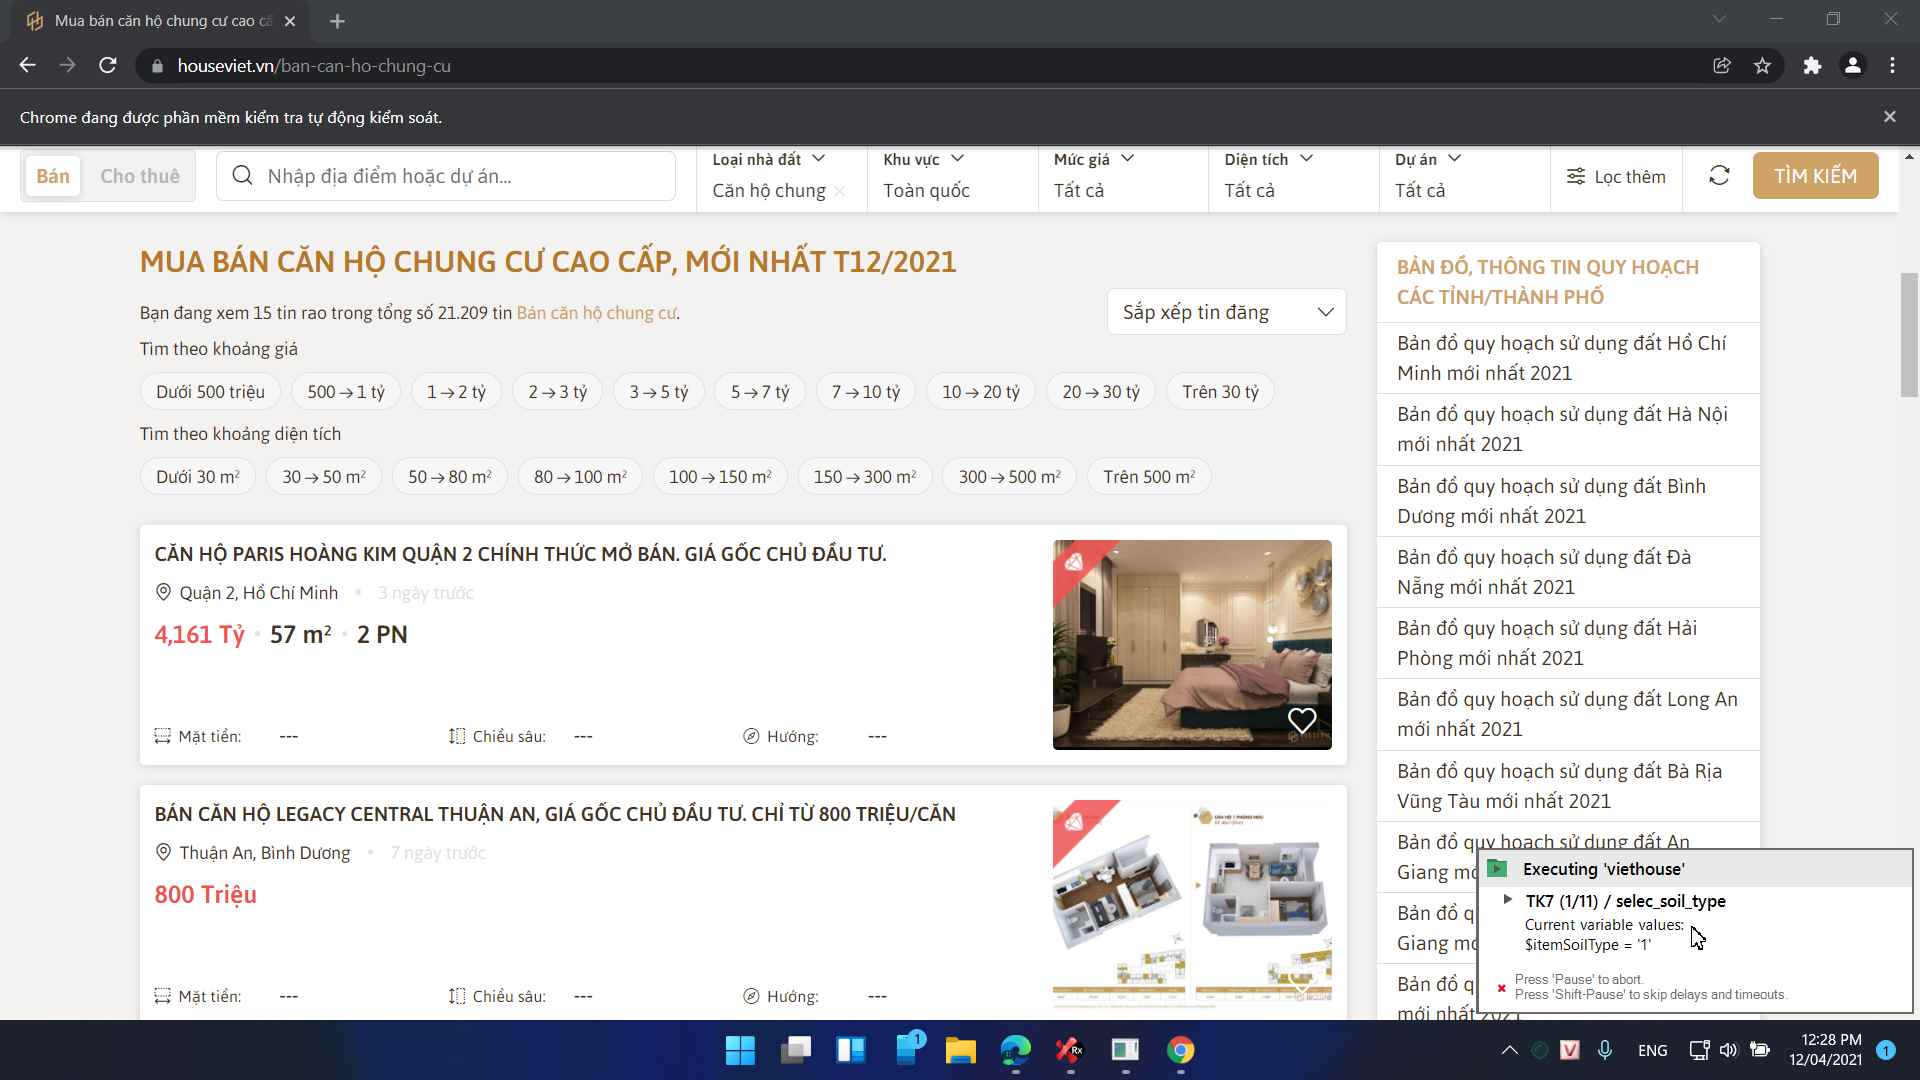 Mua bán căn hộ chung cư cao cấ
houseviet.vn/ban-can-ho-chung-cu
Chrome đang được phần mềm kiểm tra tự động kiểm soát.
Bán
Cho thuê
Nhập địa điểm hoặc dự án...
Loại nhà đất
Căn hộ chung
Khu vực
Toàn quốc
Mức giá
Tất cả
Diện tích
Tất cả
Dự án
Tất cả
Lọc thêm
TÌM KIẾM
MUA BÁN CĂN HỘ CHUNG CƯ CAO CẤP, MỚI NHẤT T12/2021
Bạn đang xem 15 tin rao trong tổng số 21.209 tin Bán căn hộ chung cư.
Sắp xếp tin đăng
Tìm theo khoảng giá
Dưới 500 triệu
500 → 1 tỷ
1 → 2 tỷ
2 → 3 tỷ
3 → 5 tỷ
5 → 7 tỷ
7 → 10 tỷ
10 → 20 tỷ
20 → 30 tỷ
Trên 30 tỷ
Tìm theo khoảng diện tích
Dưới 30 m²
30 → 50 m²
50 → 80 m²
80 → 100 m²
100 → 150 m²
150 → 300 m²
300 → 500 m²
Trên 500 m²
CĂN HỘ PARIS HOÀNG KIM QUẬN 2 CHÍNH THỨC MỞ BÁN. GIÁ GỐC CHỦ ĐẦU TƯ.
Quận 2, Hồ Chí Minh • 3 ngày trước
4,161 Tỷ • 57 m² • 2 PN
Mặt tiền: ---
Chiều sâu: ---
Hướng: ---
BÁN CĂN HỘ LEGACY CENTRAL THUẬN AN, GIÁ GỐC CHỦ ĐẦU TƯ. CHỈ TỪ 800 TRIỆU/CĂN
Thuận An, Bình Dương • 7 ngày trước
800 Triệu
Mặt tiền: ---
Chiều sâu: ---
Hướng: ---
BẢN ĐỒ, THÔNG TIN QUY HOẠCH
CÁC TỈNH/THÀNH PHỐ
Bản đồ quy hoạch sử dụng đất Hồ Chí
Minh mới nhất 2021
Bản đồ quy hoạch sử dụng đất Hà Nội
mới nhất 2021
Bản đồ quy hoạch sử dụng đất Bình
Dương mới nhất 2021
Bản đồ quy hoạch sử dụng đất Đà
Nẵng mới nhất 2021
Bản đồ quy hoạch sử dụng đất Hải
Phòng mới nhất 2021
Bản đồ quy hoạch sử dụng đất Long An
mới nhất 2021
Bản đồ quy hoạch sử dụng đất Bà Rịa
Vũng Tàu mới nhất 2021
Bản đồ quy hoạch sử dụng đất An
Giang
Bản đồ
Giang
Bản đồ
mới nhất 2021
Executing 'viethouse'
TK7 (1/11) / selec_soil_type
Current variable values:
$itemSoilType = '1'
Press 'Pause' to abort.
Press 'Shift-Pause' to skip delays and timeouts.
1
Rx
V
ENG
12:28 PM
12/04/2021
1